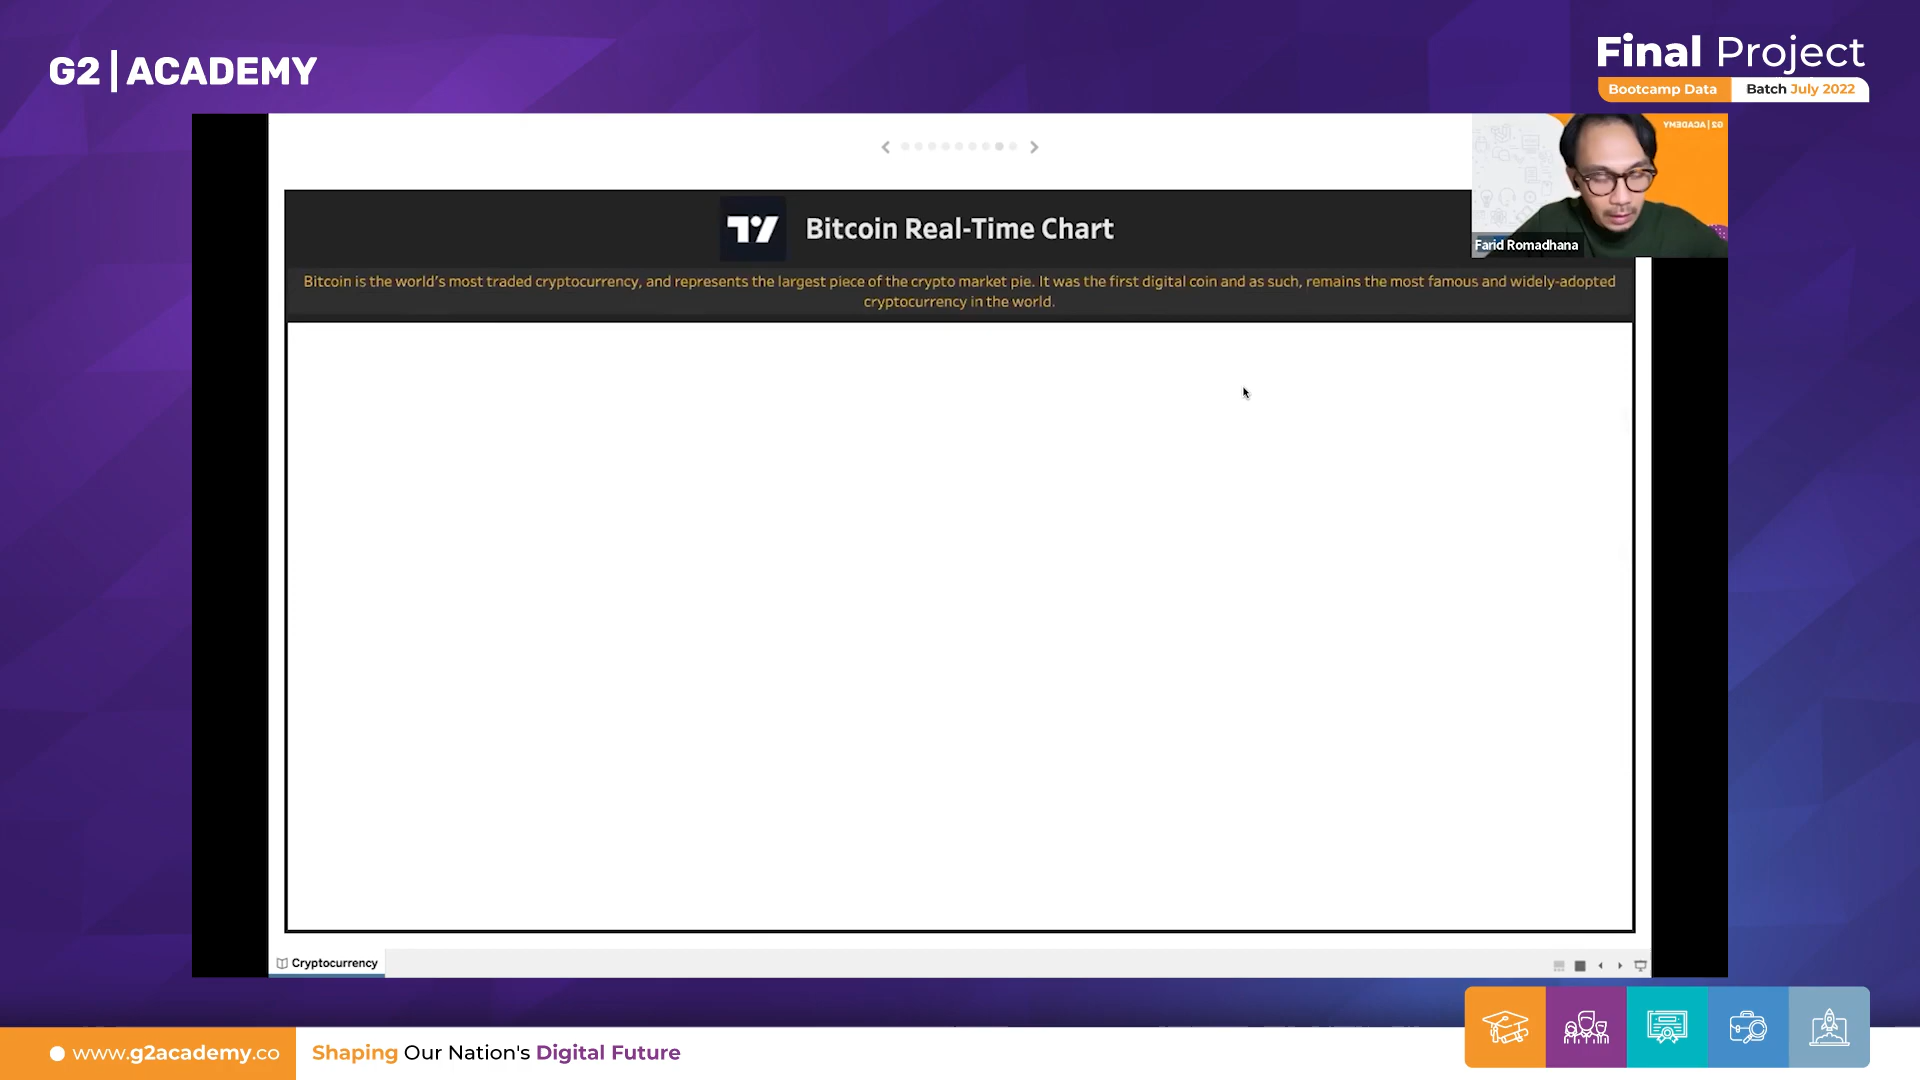 G2 | ACADEMY
Final Project
Bootcamp Data
Batch July 2022
G2 | ACADEMY
Farid Romadhana
Bitcoin Real-Time Chart
Bitcoin is the world's most traded cryptocurrency, and represents the largest piece of the crypto market pie. It was the first digital coin and as such, remains the most famous and widely-adopted
cryptocurrency in the world.
Cryptocurrency
www.g2academy.co
Shaping Our Nation's Digital Future